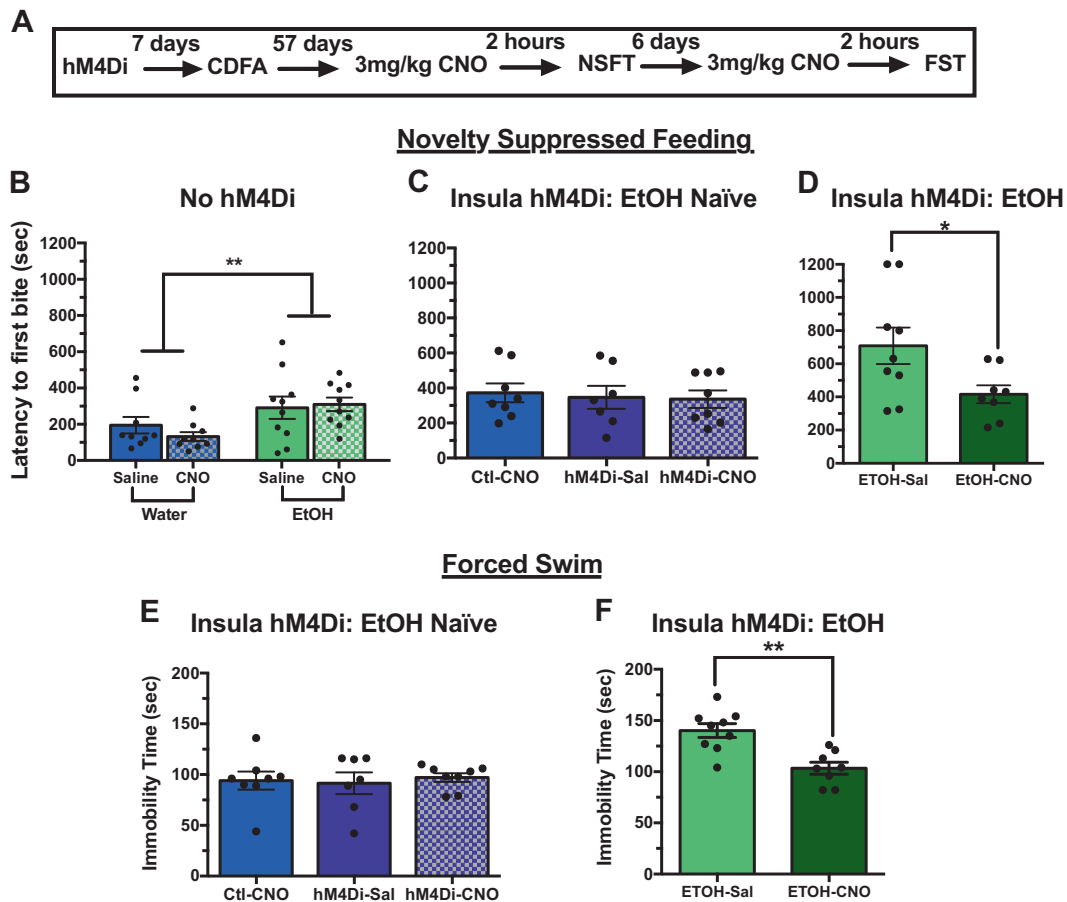 A
7 days 57 days 2 hours 6 days 2 hours
hM4Di CDFA 3mg/kg CNO NSFT 3mg/kg CNO FST
Novelty Suppressed Feeding
B
No hM4Di
Latency to first bite (sec)
1200
1000
800
600
400
200
0
**
Saline CNO Saline CNO
Water EtOH
C
Insula hM4Di: EtOH Naïve
1200
1000
800
600
400
200
0
Ctl-CNO hM4Di-Sal hM4Di-CNO
D
Insula hM4Di: EtOH
*
1200
1000
800
600
400
200
0
ETOH-Sal EtOH-CNO
Forced Swim
E
Insula hM4Di: EtOH Naïve
Immobility Time (sec)
200
150
100
50
0
Ctl-CNO hM4Di-Sal hM4Di-CNO
F
Insula hM4Di: EtOH
**
Immobility Time (sec)
200
150
100
50
0
ETOH-Sal ETOH-CNO